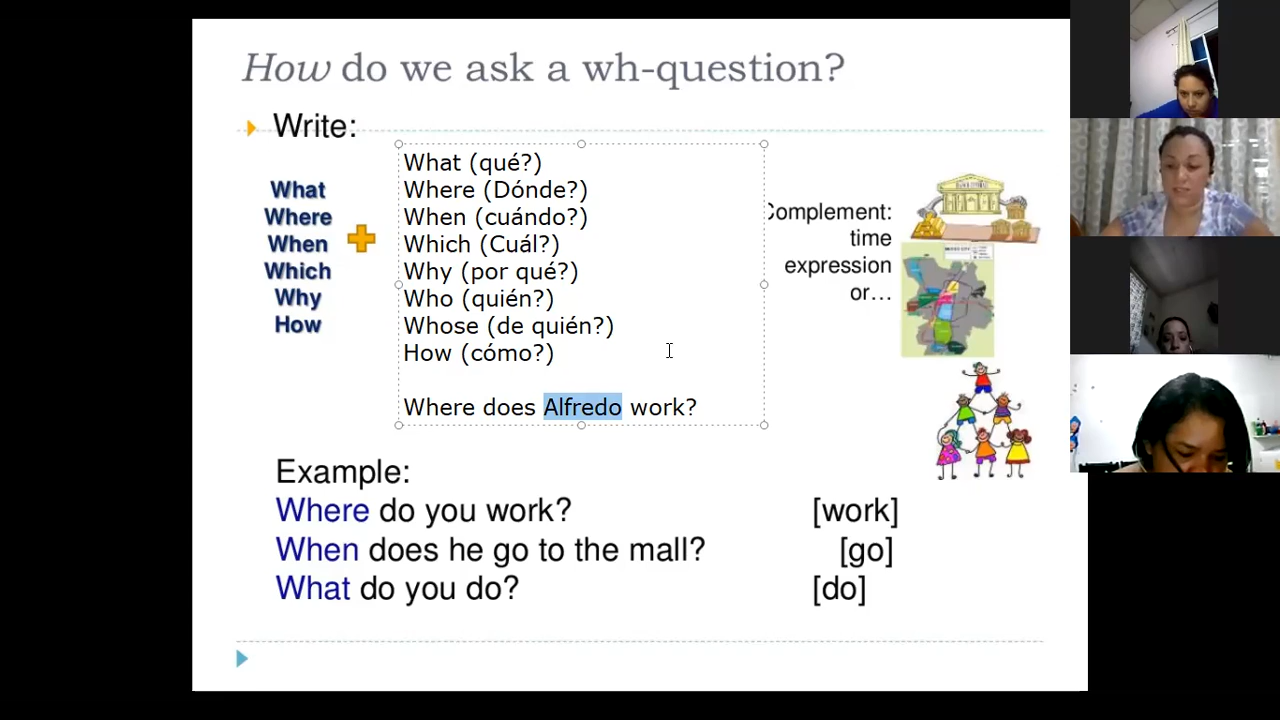 How do we ask a wh-question?
Write:
What
Where
When
Which
Why
How
What (qué?)
Where (Dónde?)
When (cuándo?)
Which (Cuál?)
Why (por qué?)
Who (quién?)
Whose (de quién?)
How (cómo?)
Where does Alfredo work?
Complement:
time
expression
or…
Example:
Where do you work? [work]
When does he go to the mall? [go]
What do you do? [do]